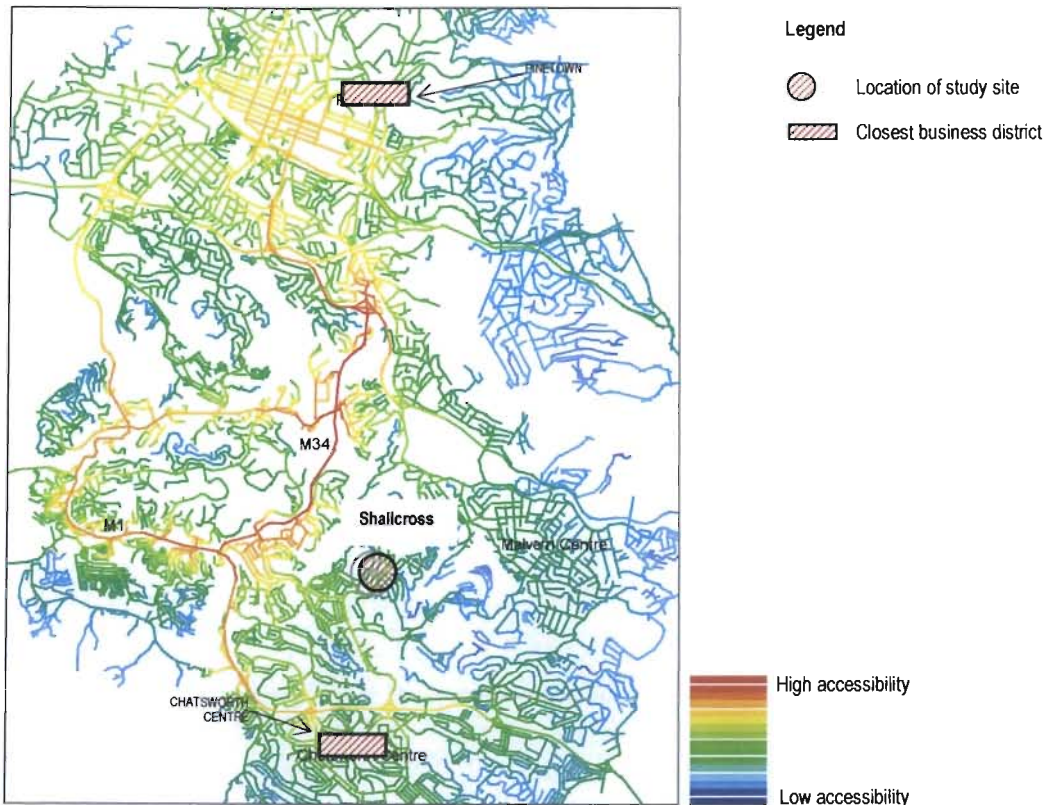 Legend
PINETOWN
Location of study site
Closest business district
M34
Shallcross
M1
Malvern Centre
CHATSWORTH
CENTRE
Centre
High accessibility
Low accessibility